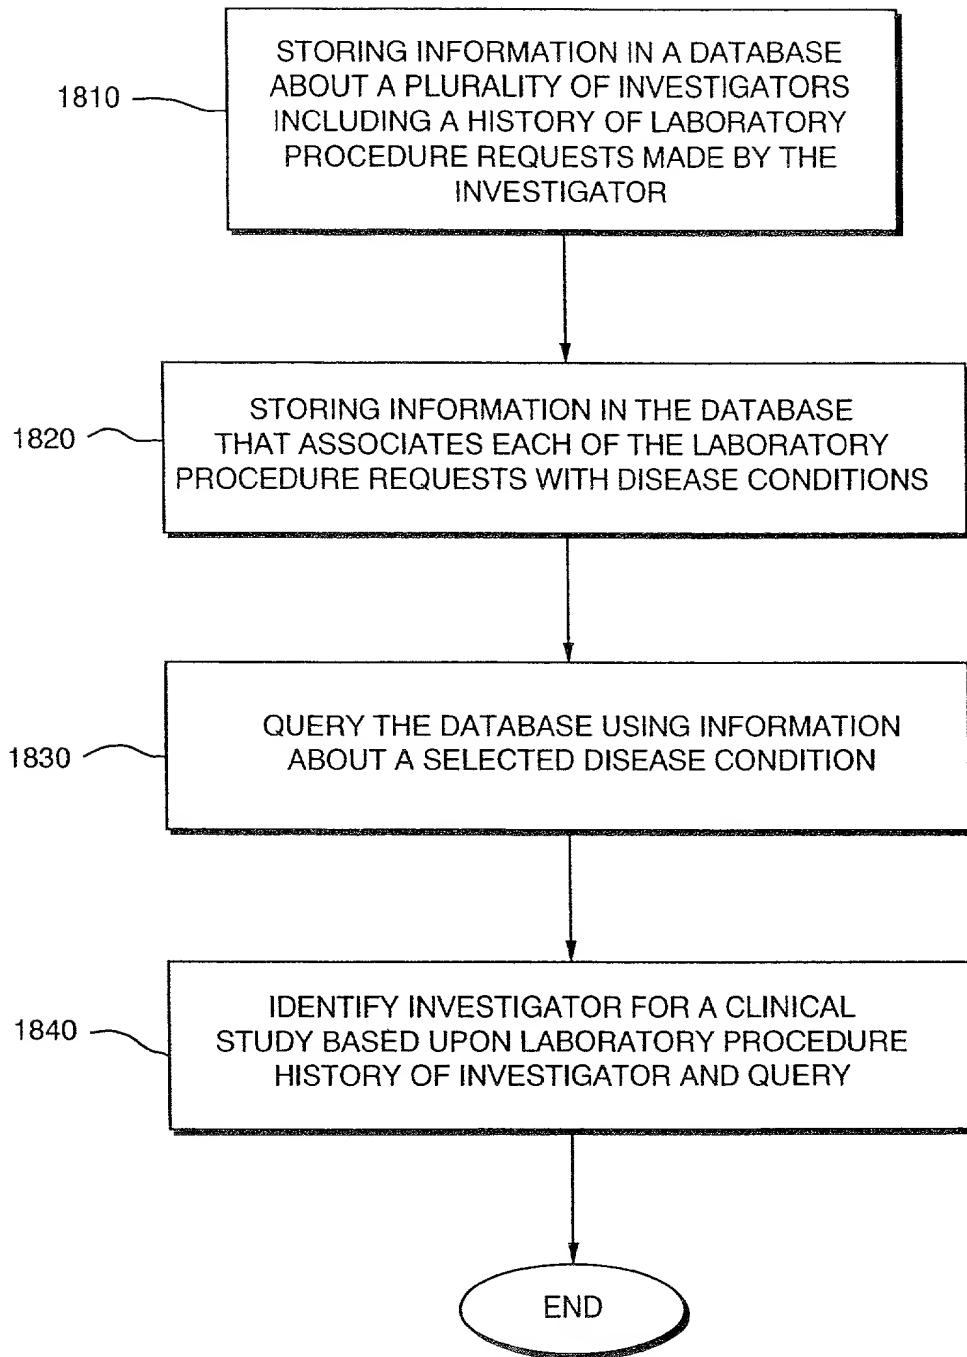 1810
STORING INFORMATION IN A DATABASE
ABOUT A PLURALITY OF INVESTIGATORS
INCLUDING A HISTORY OF LABORATORY
PROCEDURE REQUESTS MADE BY THE
INVESTIGATOR
1820
STORING INFORMATION IN THE DATABASE
THAT ASSOCIATES EACH OF THE LABORATORY
PROCEDURE REQUESTS WITH DISEASE CONDITIONS
1830
QUERY THE DATABASE USING INFORMATION
ABOUT A SELECTED DISEASE CONDITION
1840
IDENTIFY INVESTIGATOR FOR A CLINICAL
STUDY BASED UPON LABORATORY PROCEDURE
HISTORY OF INVESTIGATOR AND QUERY
END